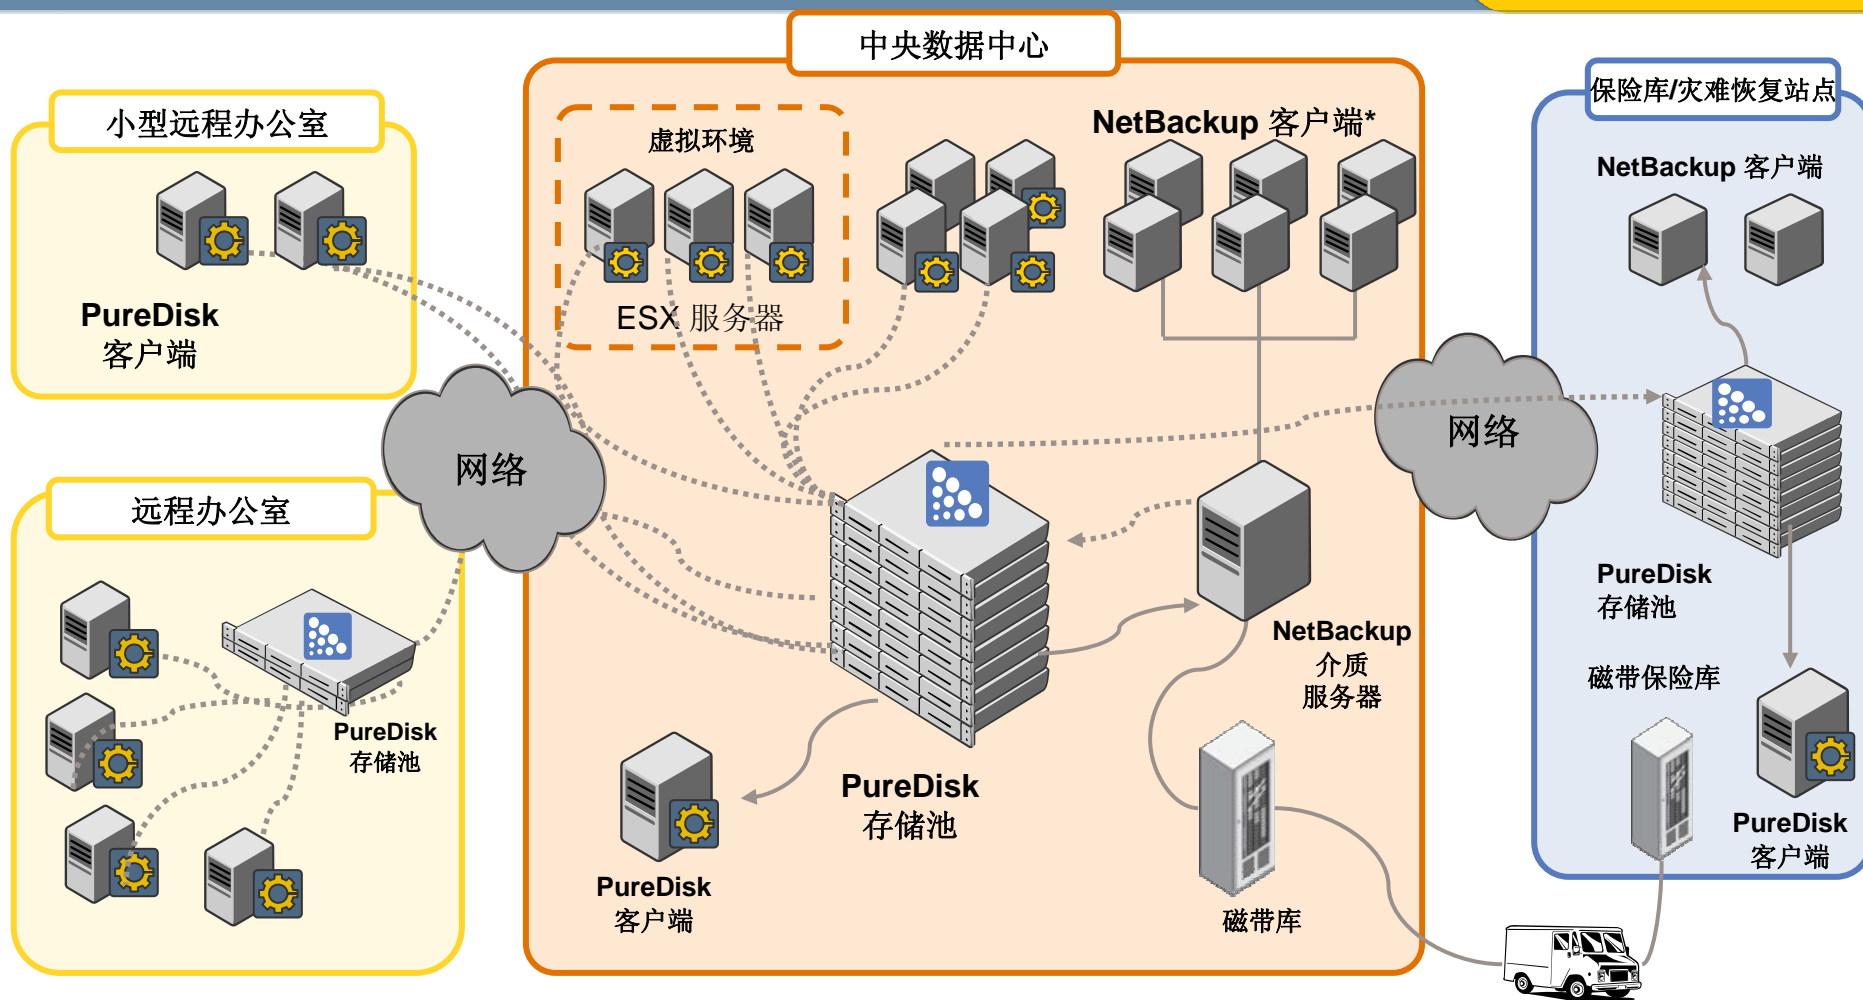 中央数据中心
小型远程办公室
PureDisk
客户端
远程办公室
PureDisk
存储池
网络
虚拟环境
ESX 服务器
NetBackup 客户端*
PureDisk
存储池
PureDisk
客户端
NetBackup
介质
服务器
磁带库
网络
保险库/灾难恢复站点
NetBackup 客户端
PureDisk
存储池
磁带保险库
PureDisk
客户端